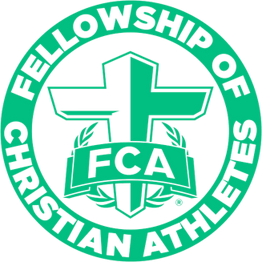 FELLOWSHIP OF
CHRISTIAN ATHLETES
FCA
®